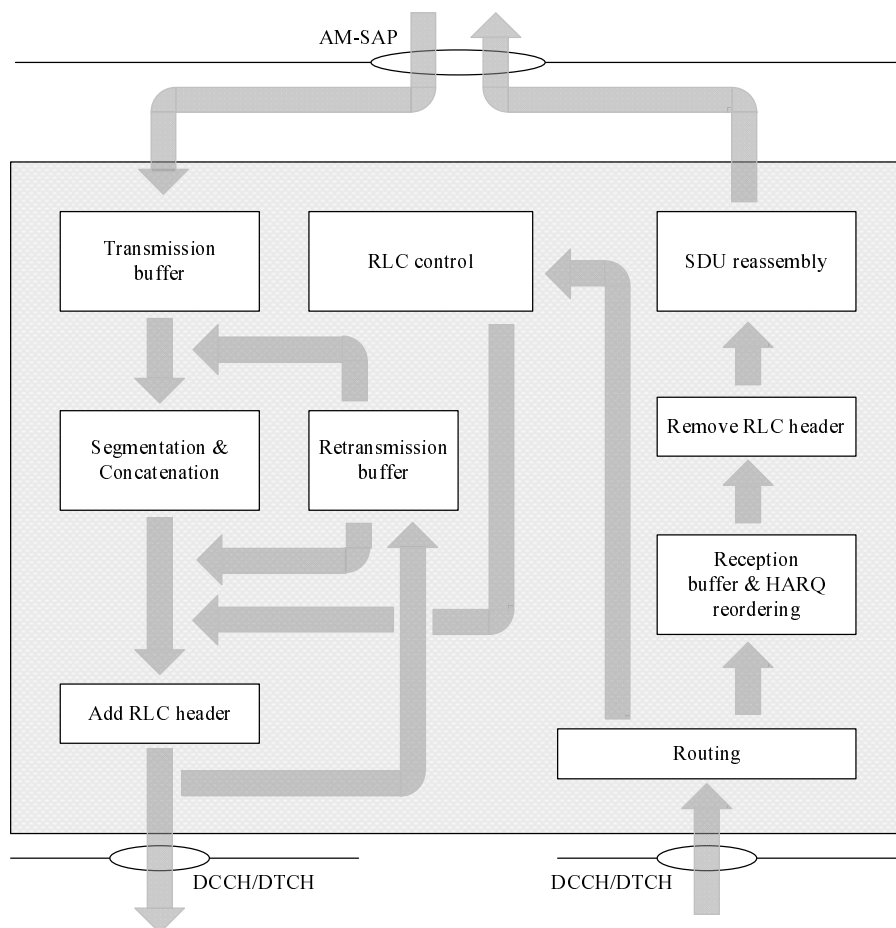 AM-SAP
Transmission
buffer
RLC control
SDU reassembly
Segmentation &
Concatenation
Retransmission
buffer
Remove RLC header
Reception
buffer & HARQ
reordering
Add RLC header
Routing
DCCH/DTCH
DCCH/DTCH